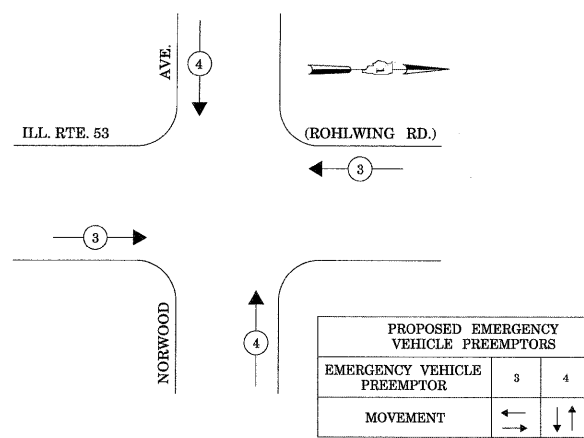 AVE.
4
ILL. RTE. 53
(ROHLWING RD.)
3
3
NORWOOD
4
PROPOSED EMERGENCY
VEHICLE PREEMPTORS
EMERGENCY VEHICLE
PREEMPTOR
3
4
MOVEMENT